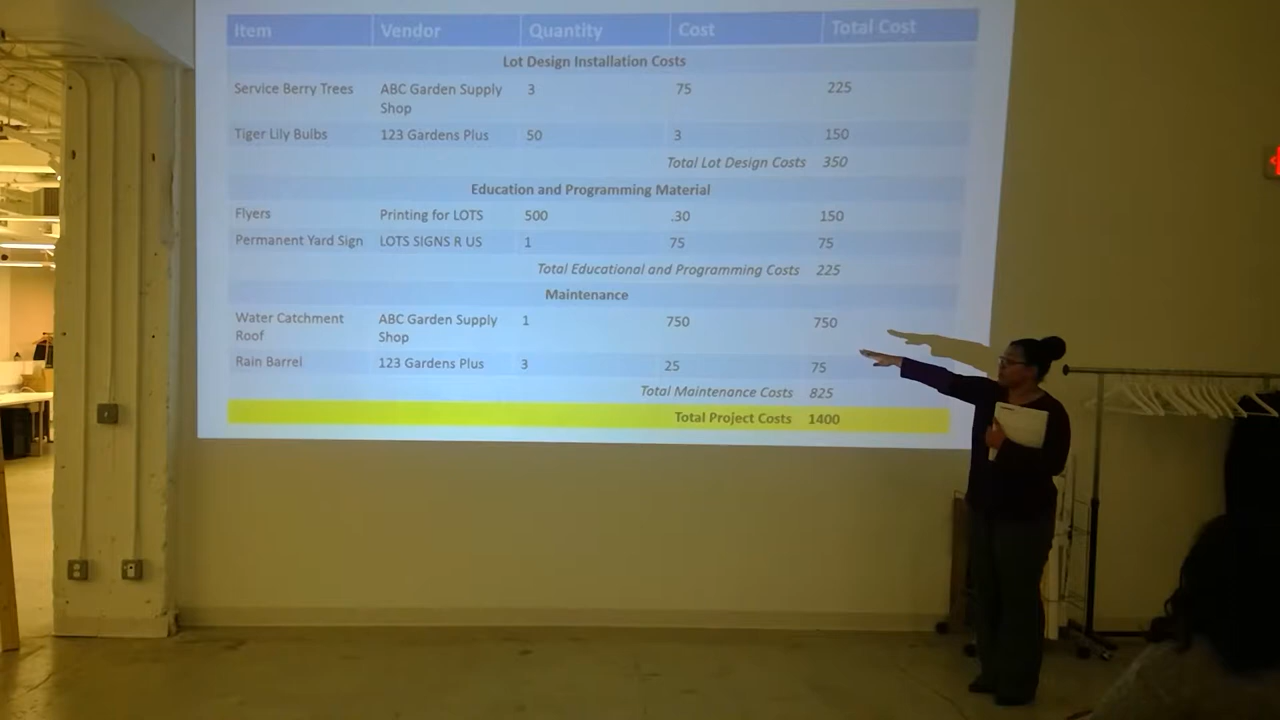 Item Vendor Quantity Cost Total Cost
Lot Design Installation Costs
Service Berry Trees ABC Garden Supply Shop 3 75 225
Tiger Lily Bulbs 123 Gardens Plus 50 3 150
Total Lot Design Costs 350
Education and Programming Material
Flyers Printing for LOTS 500 .30 150
Permanent Yard Sign LOTS SIGNS R US 1 75 75
Total Educational and Programming Costs 225
Maintenance
Water Catchment Roof ABC Garden Supply Shop 1 750 750
Rain Barrel 123 Gardens Plus 3 25 75
Total Maintenance Costs 825
Total Project Costs 1400